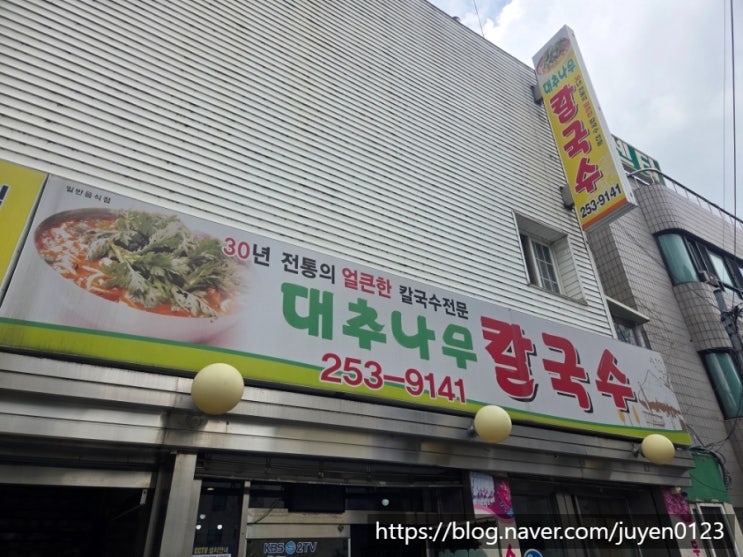 일반음식점
30년 전통의 얼큰한 칼국수전문
대추나무 칼국수
253-9141
대추나무
칼국수
253-9141
센터
KBS 2TV
https://blog.naver.com/juyen0123